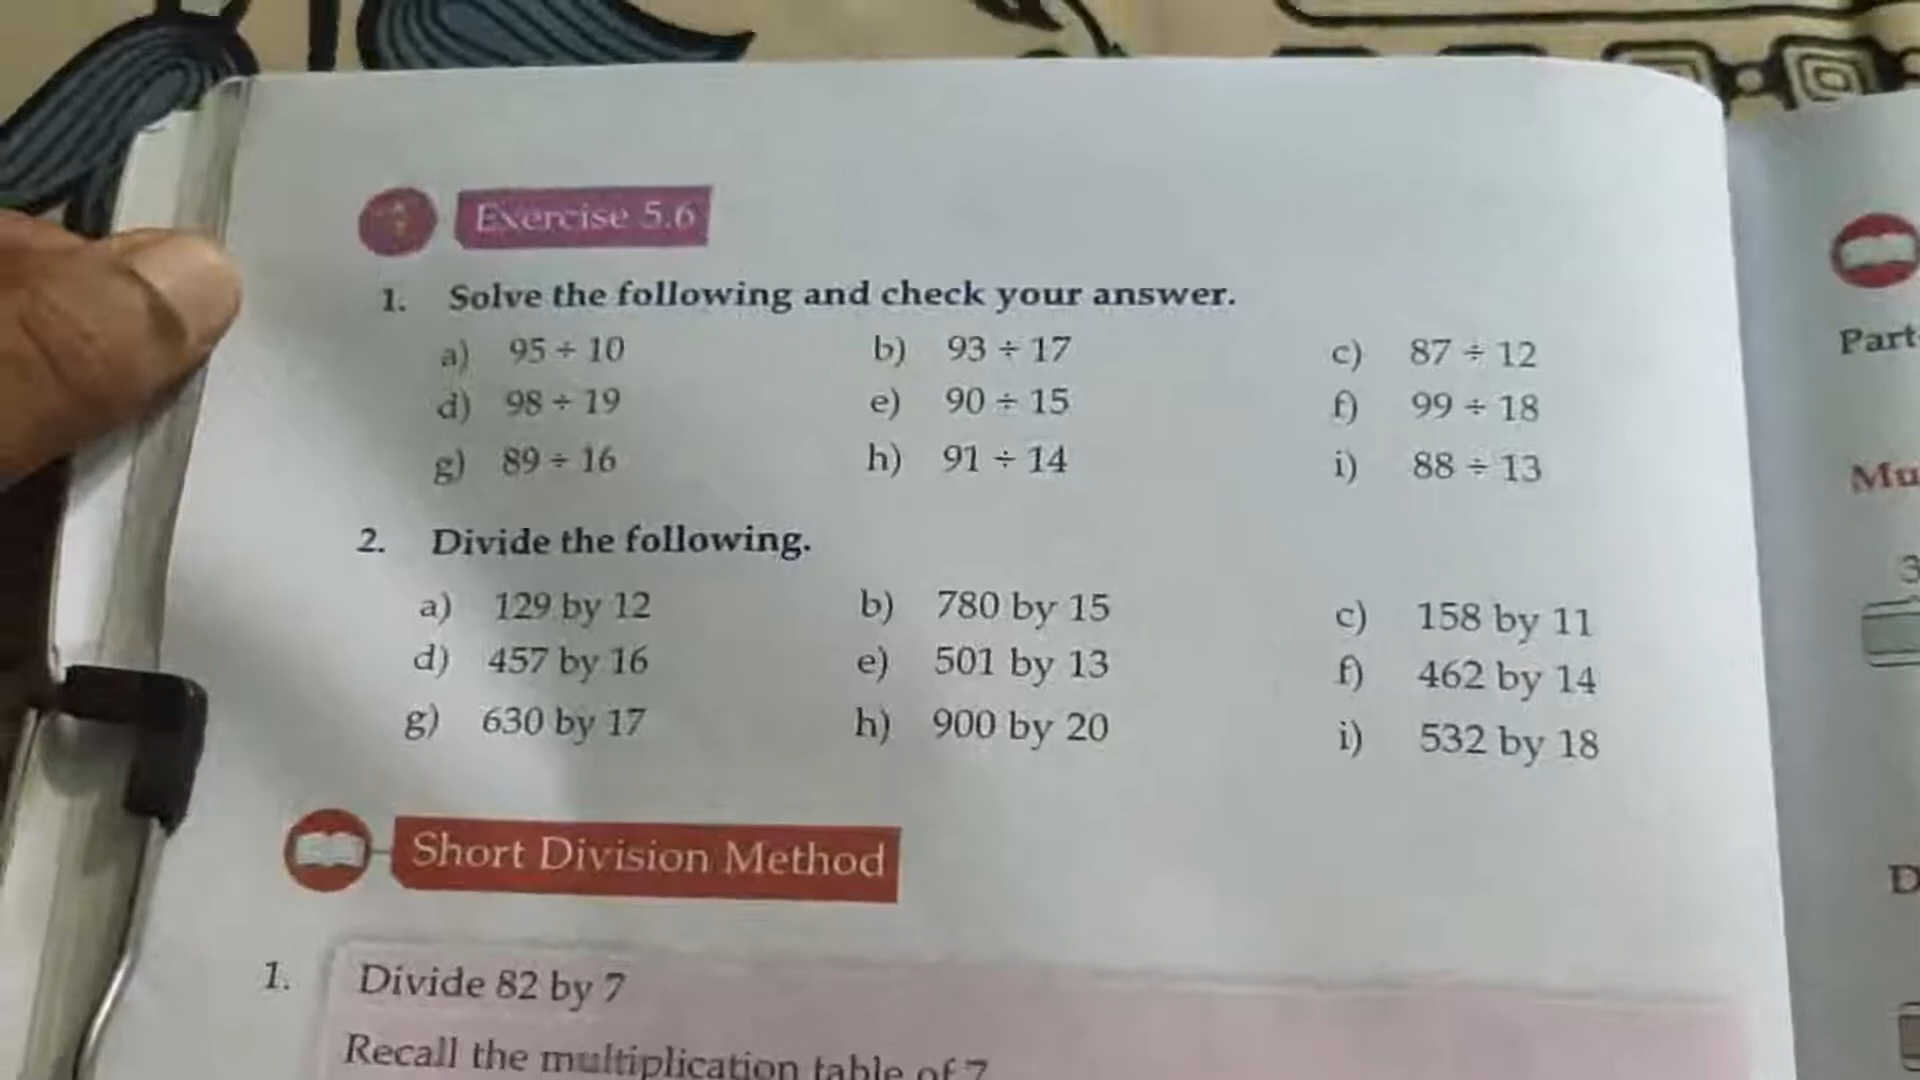 Exercise 5.6
1. Solve the following and check your answer.
a) 95 ÷ 10 b) 93 ÷ 17 c) 87 ÷ 12
d) 98 ÷ 19 e) 90 ÷ 15 f) 99 ÷ 18
g) 89 ÷ 16 h) 91 ÷ 14 i) 88 ÷ 13
2. Divide the following.
a) 129 by 12 b) 780 by 15 c) 158 by 11
d) 457 by 16 e) 501 by 13 f) 462 by 14
g) 630 by 17 h) 900 by 20 i) 532 by 18
Short Division Method
1. Divide 82 by 7
Recall the multiplication table of 7
Part